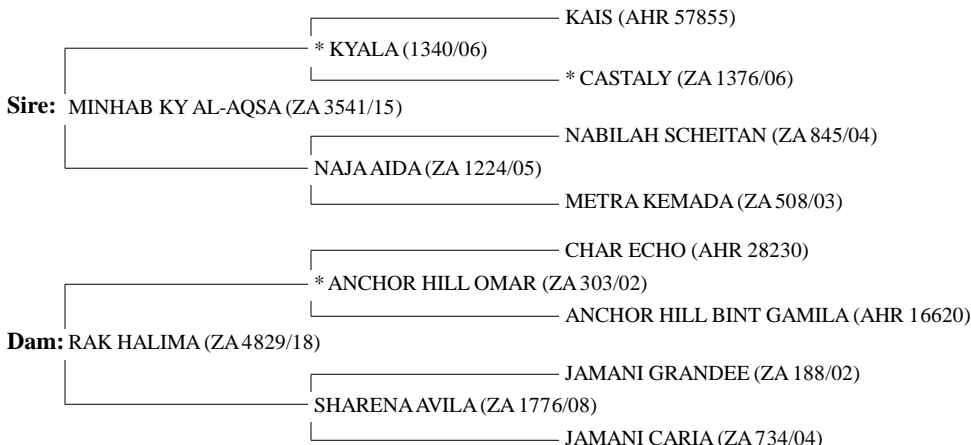 KAIS (AHR 57855)
* KYALA (1340/06)
* CASTALY (ZA 1376/06)
Sire: MINHAB KY AL-AQSA (ZA 3541/15)
NABILAH SCHEITAN (ZA 845/04)
NAJA AIDA (ZA 1224/05)
METRA KEMADA (ZA 508/03)
CHAR ECHO (AHR 28230)
* ANCHOR HILL OMAR (ZA 303/02)
ANCHOR HILL BINT GAMILA (AHR 16620)
Dam: RAK HALIMA (ZA 4829/18)
JAMANI GRANDEE (ZA 188/02)
SHARENA AVILA (ZA 1776/08)
JAMANI CARIA (ZA 734/04)